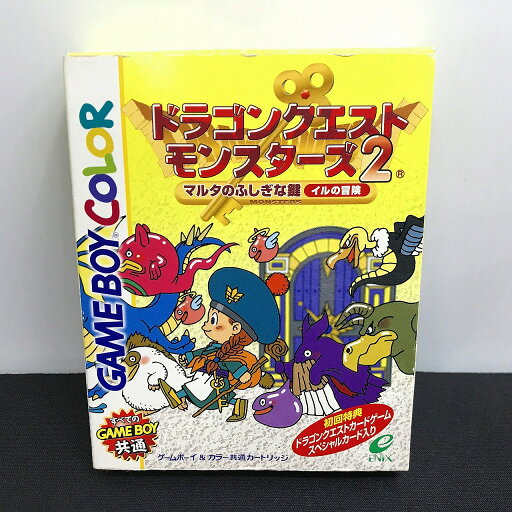 GAME BOY COLOR
ドラゴンクエスト
モンスターズ2
®
マルタのふしぎな鍵 イルの冒険
MONSTERS
すべての
GAME BOY
共通
初回特典
ドラゴンクエストカードゲーム
スペシャルカード入り
ゲームボーイ&カラー共通カートリッジ
ENIX